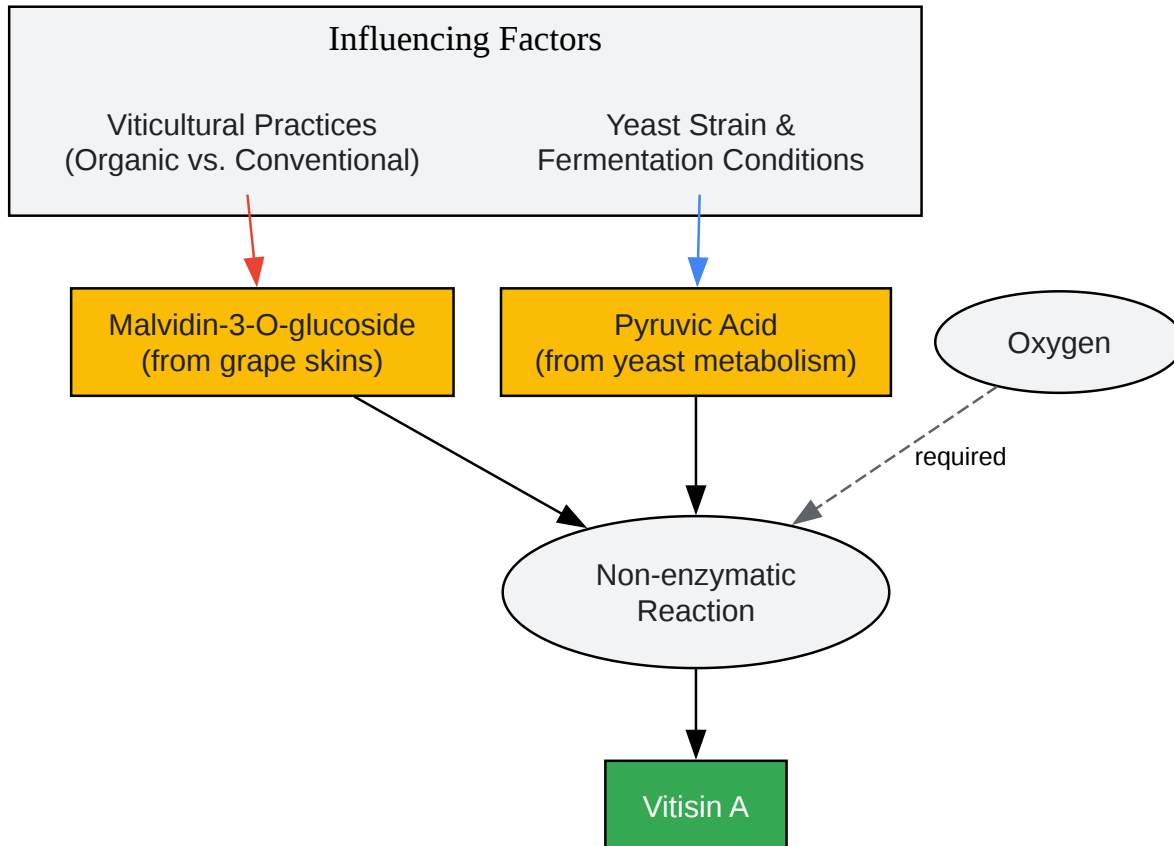 Influencing Factors
Viticultural Practices
(Organic vs. Conventional)
Yeast Strain &
Fermentation Conditions
Malvidin-3-O-glucoside
(from grape skins)
Pyruvic Acid
(from yeast metabolism)
Oxygen
required
Non-enzymatic
Reaction
Vitisin A